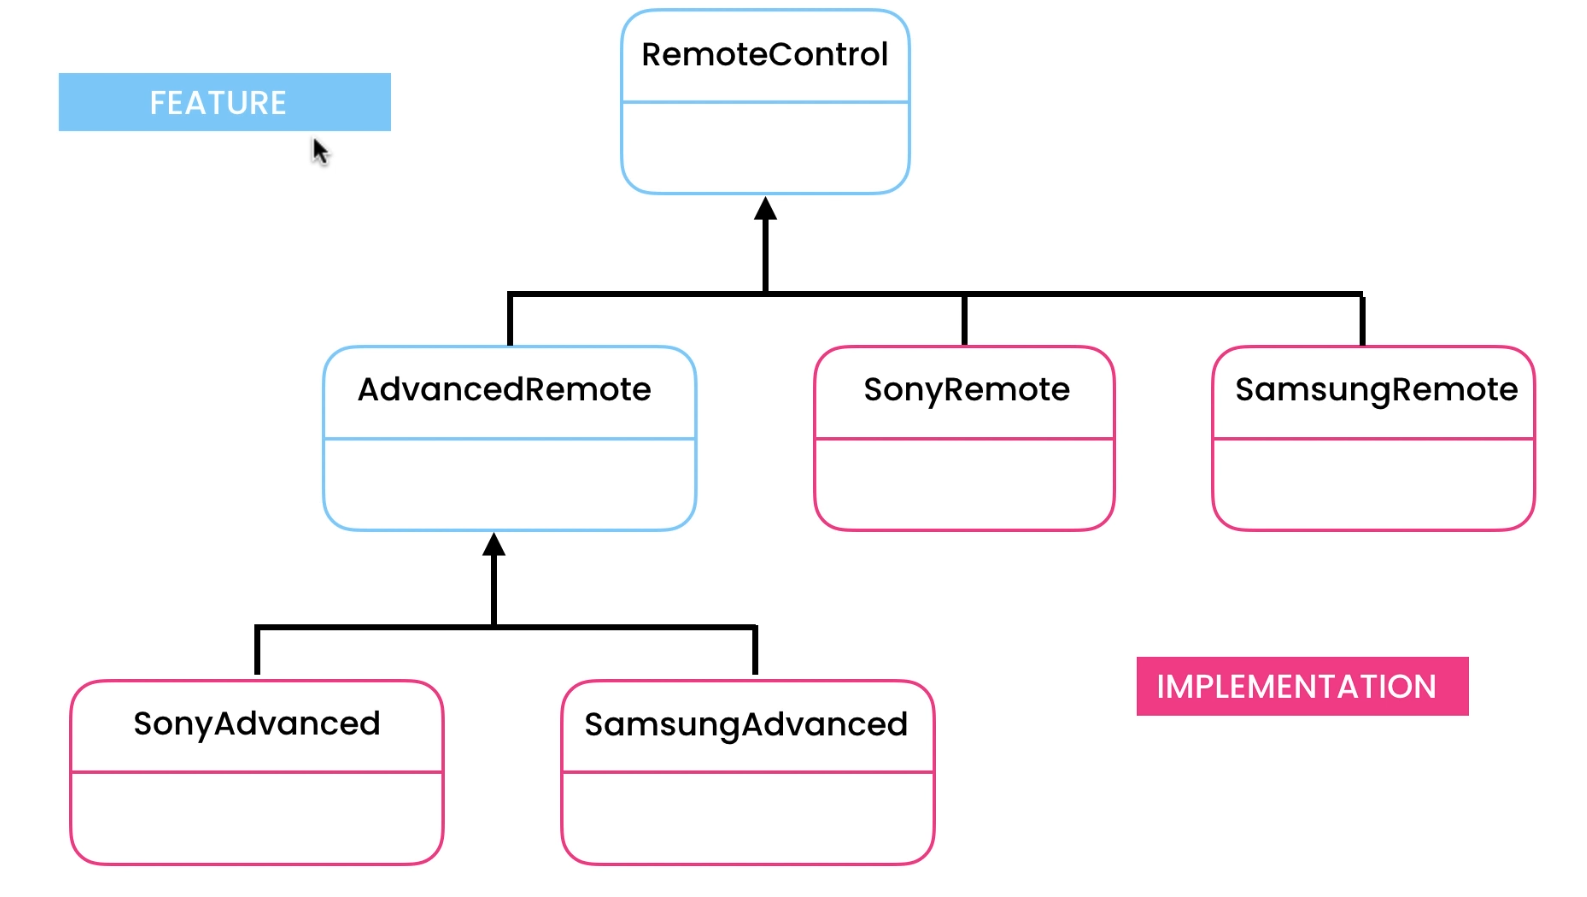 RemoteControl
FEATURE
AdvancedRemote
SonyRemote
SamsungRemote
IMPLEMENTATION
SonyAdvanced
SamsungAdvanced